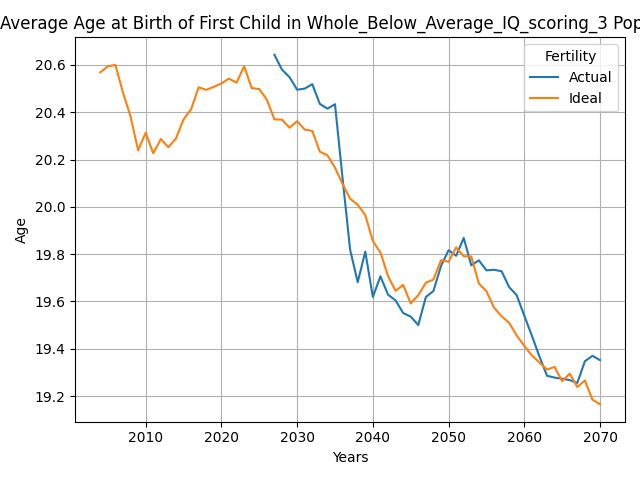 Average Age at Birth of First Child in Whole_Below_Average_IQ_scoring_3 Pop
Fertility
Actual
Ideal
20.6
20.4
20.2
20.0
19.8
19.6
19.4
19.2
Age
2010 2020 2030 2040 2050 2060 2070
Years